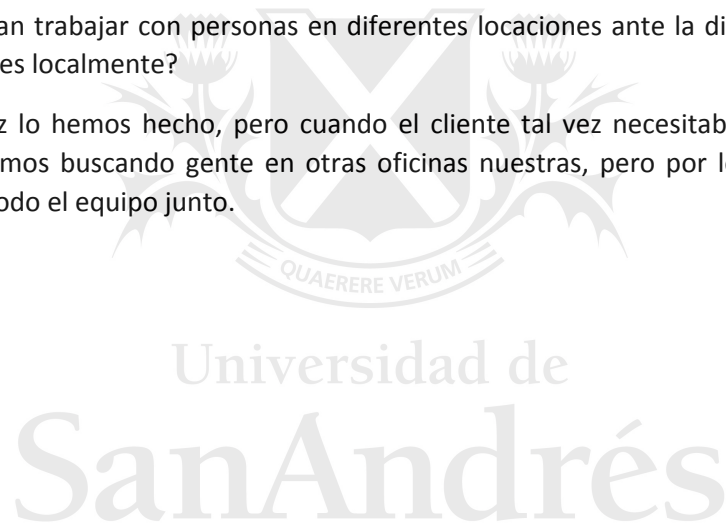 an trabajar con personas en diferentes locaciones ante la di
es localmente?
z lo hemos hecho, pero cuando el cliente tal vez necesitab
mos buscando gente en otras oficinas nuestras, pero por l
odo el equipo junto.
QUAERERE VERUM
Universidad de
SanAndrés